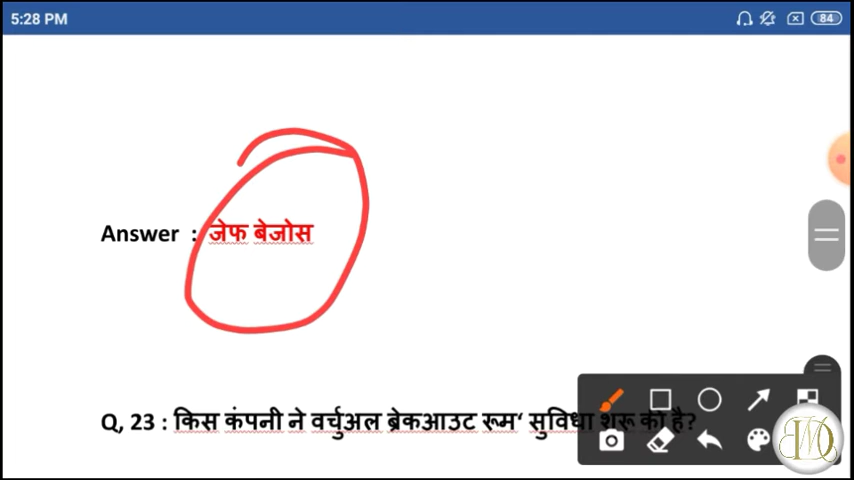 5:28 PM 84
Answer : जेफ बेजोस
Q, 23 : किस कंपनी ने वर्चुअल ब्रेकआउट रूम‘ सुविधा शुरू की है?